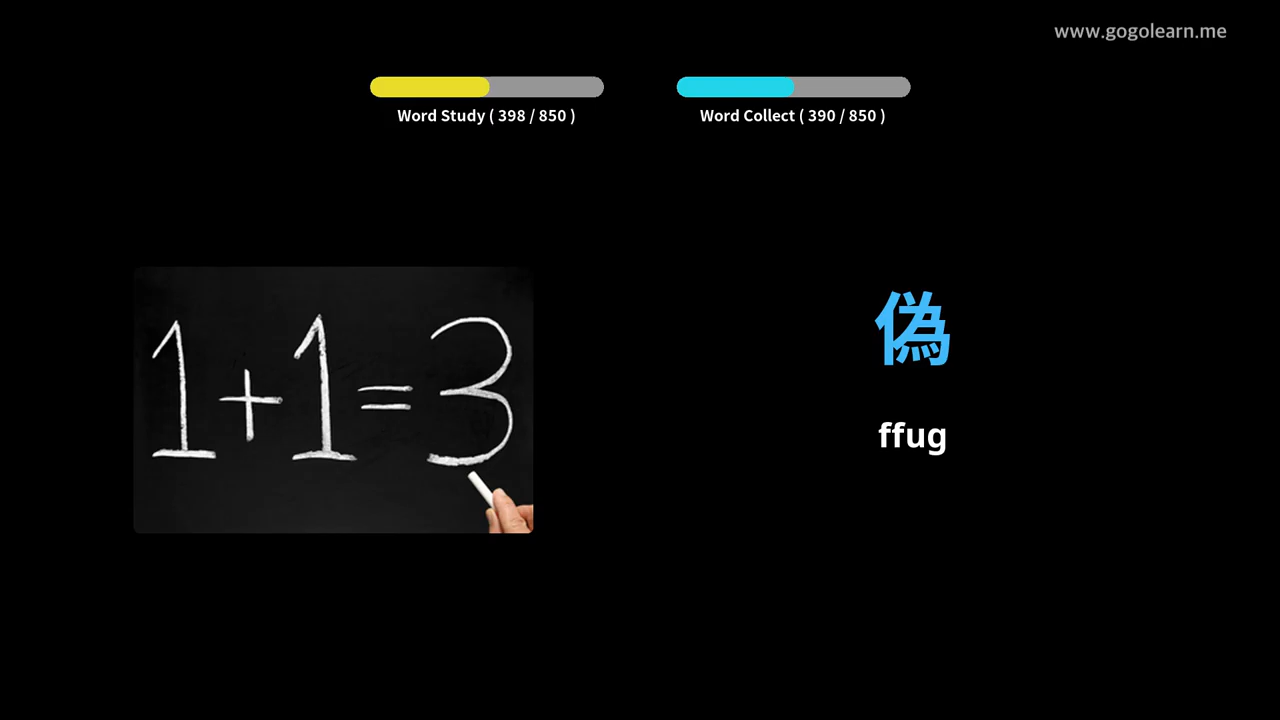 www.gogolearn.me
Word Study ( 398 / 850 )
Word Collect ( 390 / 850 )
1+1=3
偽
ffug